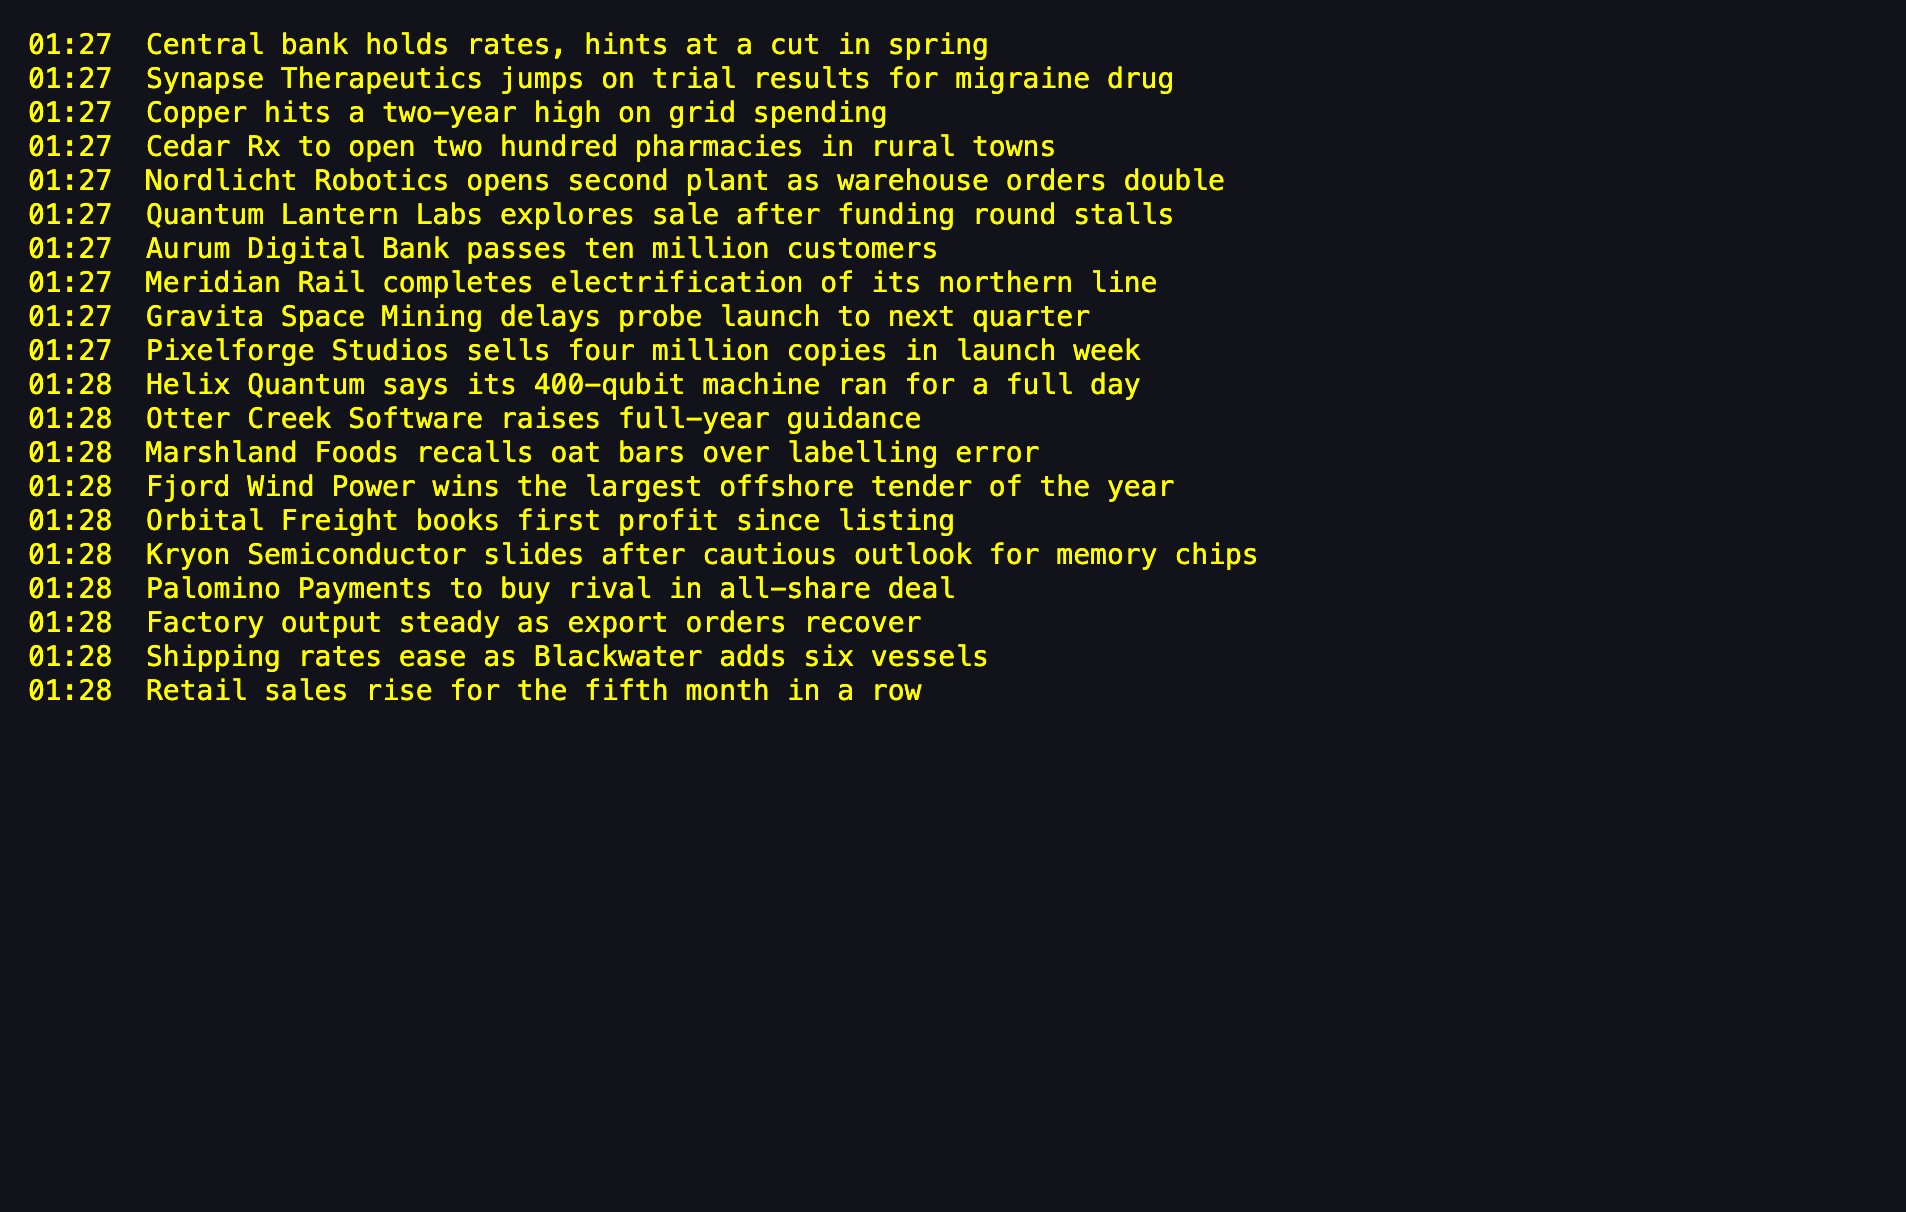 01:27  Central bank holds rates, hints at a cut in spring
01:27  Synapse Therapeutics jumps on trial results for migraine drug
01:27  Copper hits a two-year high on grid spending
01:27  Cedar Rx to open two hundred pharmacies in rural towns
01:27  Nordlicht Robotics opens second plant as warehouse orders double
01:27  Quantum Lantern Labs explores sale after funding round stalls
01:27  Aurum Digital Bank passes ten million customers
01:27  Meridian Rail completes electrification of its northern line
01:27  Gravita Space Mining delays probe launch to next quarter
01:27  Pixelforge Studios sells four million copies in launch week
01:28  Helix Quantum says its 400-qubit machine ran for a full day
01:28  Otter Creek Software raises full-year guidance
01:28  Marshland Foods recalls oat bars over labelling error
01:28  Fjord Wind Power wins the largest offshore tender of the year
01:28  Orbital Freight books first profit since listing
01:28  Kryon Semiconductor slides after cautious outlook for memory chips
01:28  Palomino Payments to buy rival in all-share deal
01:28  Factory output steady as export orders recover
01:28  Shipping rates ease as Blackwater adds six vessels
01:28  Retail sales rise for the fifth month in a row